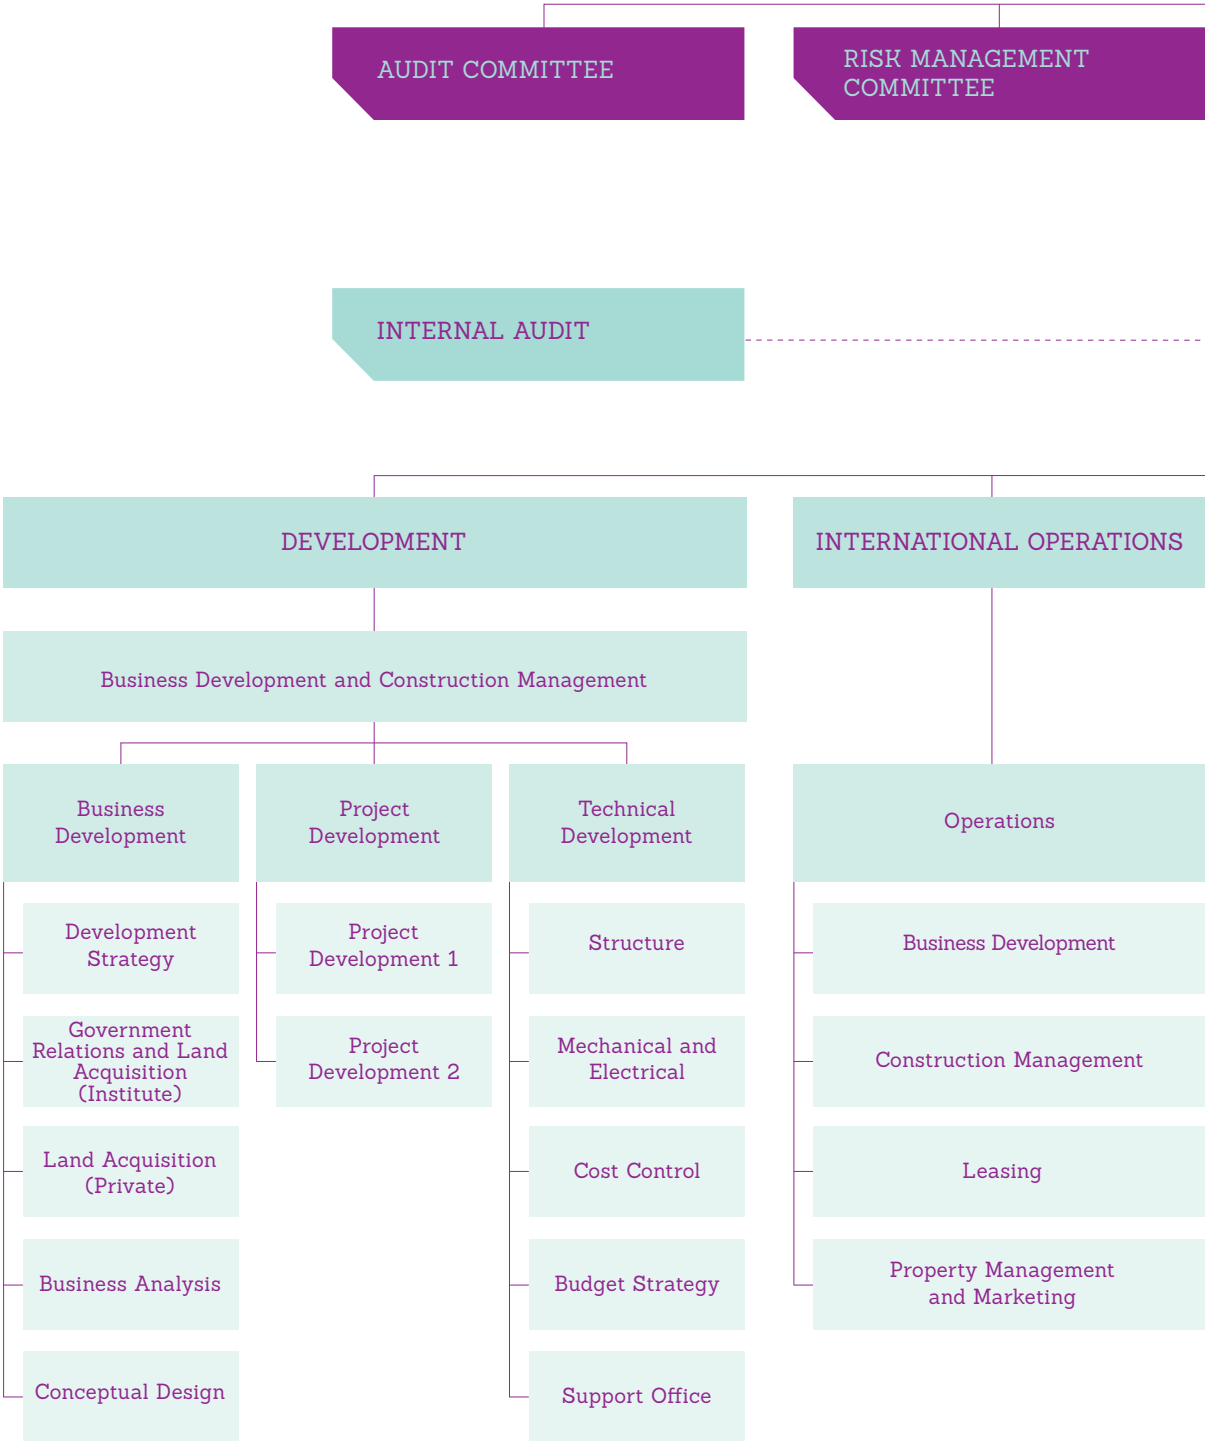 AUDIT COMMITTEE
RISK MANAGEMENT
COMMITTEE
INTERNAL AUDIT
DEVELOPMENT
INTERNATIONAL OPERATIONS
Business Development and Construction Management
Business
Development
Project
Development
Technical
Development
Operations
Development
Strategy
Government
Relations and Land
Acquisition
(Institute)
Land Acquisition
(Private)
Business Analysis
Conceptual Design
Project
Development 1
Project
Development 2
Structure
Mechanical and
Electrical
Cost Control
Budget Strategy
Support Office
Business Development
Construction Management
Leasing
Property Management
and Marketing